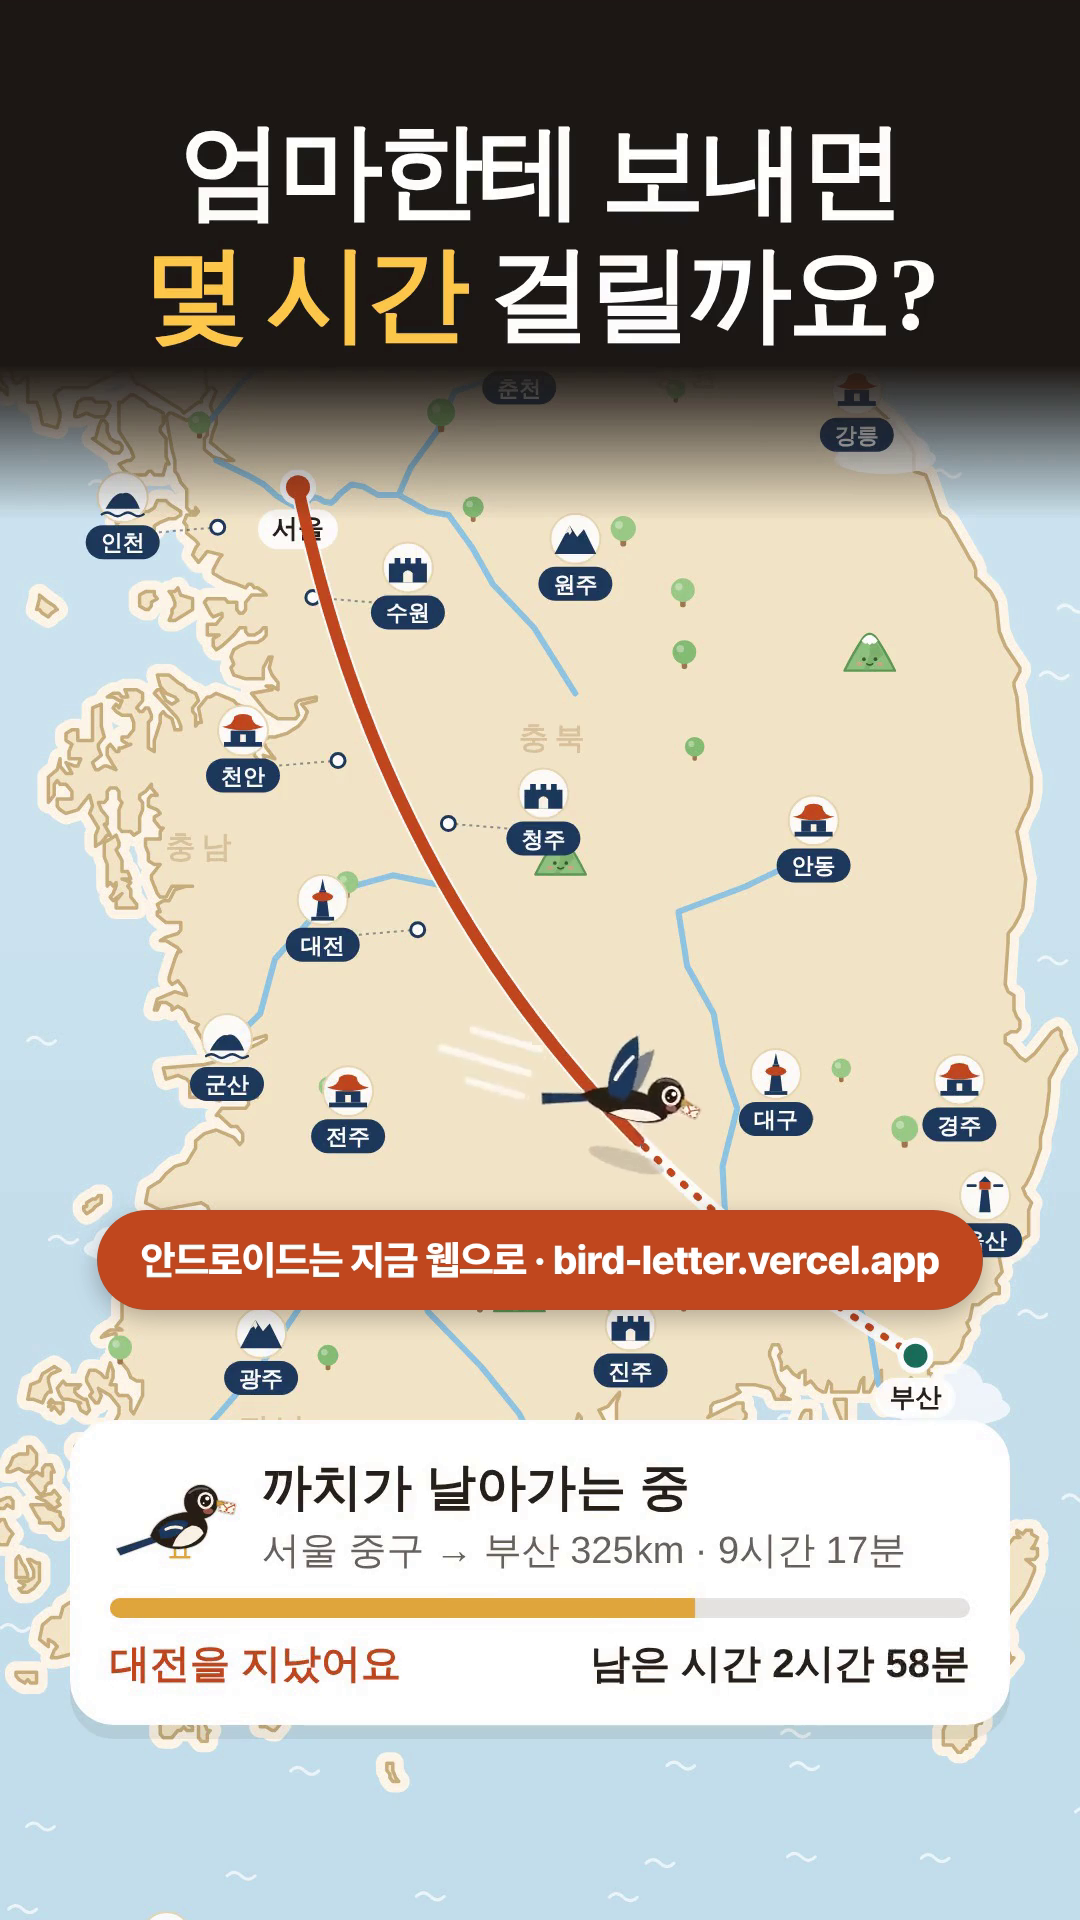 엄마한테 보내면
몇 시간 걸릴까요?
춘천
강릉
인천
서울
수원
원주
충북
천안
청주
충남
안동
대전
군산
전주
대구
경주
안드로이드는 지금 웹으로 · bird-letter.vercel.app
광주
진주
부산
까치가 날아가는 중
서울 중구 → 부산 325km · 9시간 17분
대전을 지났어요
남은 시간 2시간 58분